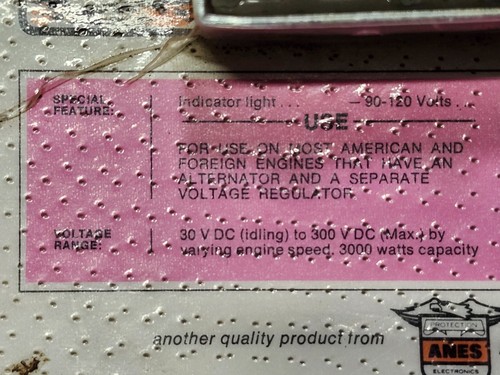 SPECIAL FEATURE:
Indicator light . . . — 90-120 Volts . . .
USE
FOR USE ON MOST AMERICAN AND
FOREIGN ENGINES THAT HAVE AN
ALTERNATOR AND A SEPARATE
VOLTAGE REGULATOR
VOLTAGE RANGE:
30 V DC (idling) to 300 V DC (Max.) by
varying engine speed. 3000 watts capacity
another quality product from
PROTECTION
ANES
ELECTRONICS